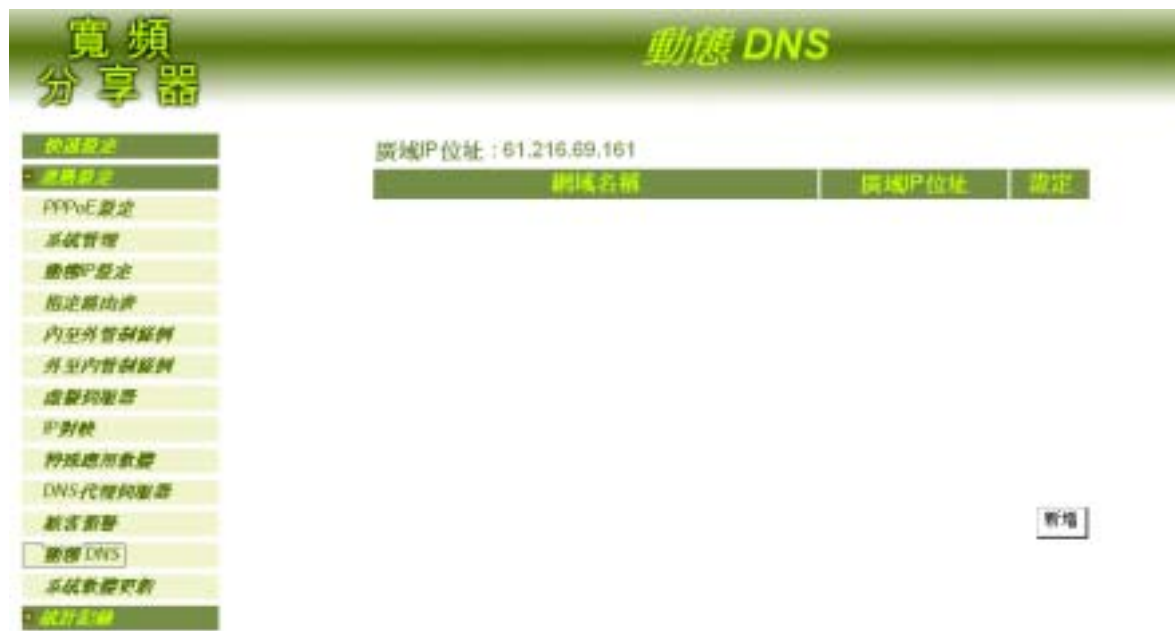 寬頻
分享器
動態 DNS
快速設定
進階設定
PPPoE設定
系統管理
動態IP設定
指定路由表
內至外管制條例
外至內管制條例
虛擬伺服器
IP對映
特殊應用軟體
DNS代理伺服器
駭客預警
動態 DNS
系統軟體更新
統計記錄
廣域IP位址 : 61.216.69.161
網域名稱 廣域IP位址 設定
新增